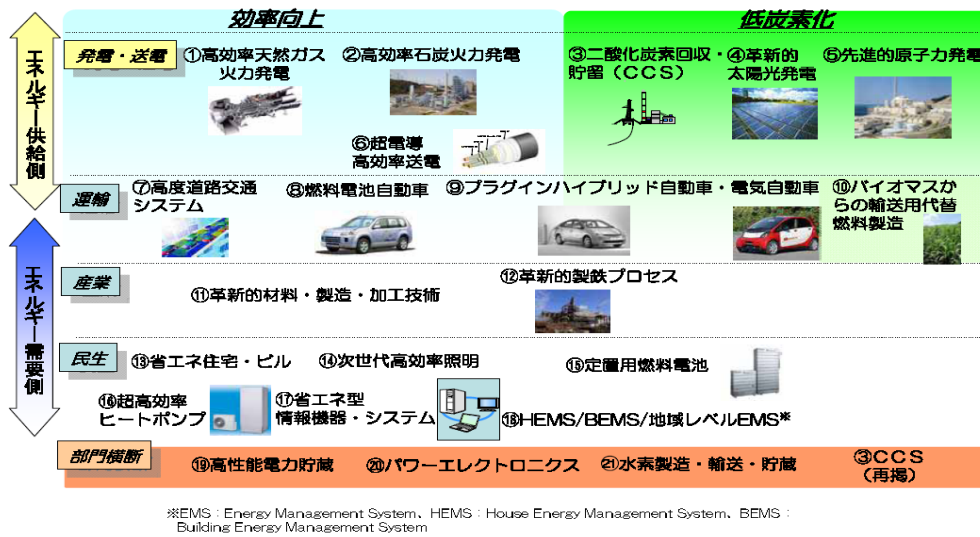 効率向上
低炭素化
エネルギー供給側
発電・送電
①高効率天然ガス
火力発電
②高効率石炭火力発電
③二酸化炭素回収・
貯留（CCS）
④革新的
太陽光発電
⑤先進的原子力発電
⑥超電導
高効率送電
運輸
⑦高度道路交通
システム
⑧燃料電池自動車
⑨プラグインハイブリッド自動車・電気自動車
⑩バイオマスか
らの輸送用代替
燃料製造
エネルギー需要側
産業
⑪革新的材料・製造・加工技術
⑫革新的製鉄プロセス
民生
⑬省エネ住宅・ビル
⑭次世代高効率照明
⑮定置用燃料電池
⑯超高効率
ヒートポンプ
⑰省エネ型
情報機器・システム
⑱HEMS/BEMS/地域レベルEMS※
部門横断
⑲高性能電力貯蔵
⑳パワーエレクトロニクス
㉑水素製造・輸送・貯蔵
③CCS
（再掲）
※EMS：Energy Management System、HEMS：House Energy Management System、BEMS：
Building Energy Management System